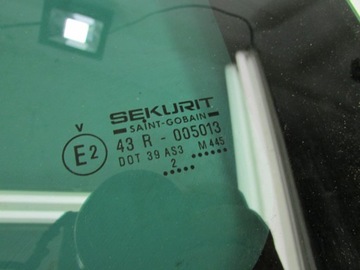 SEKURIT
SAINT-GOBAIN
V
E2
43 R - 005013
DOT 39 AS3 M445
..... 2 .....